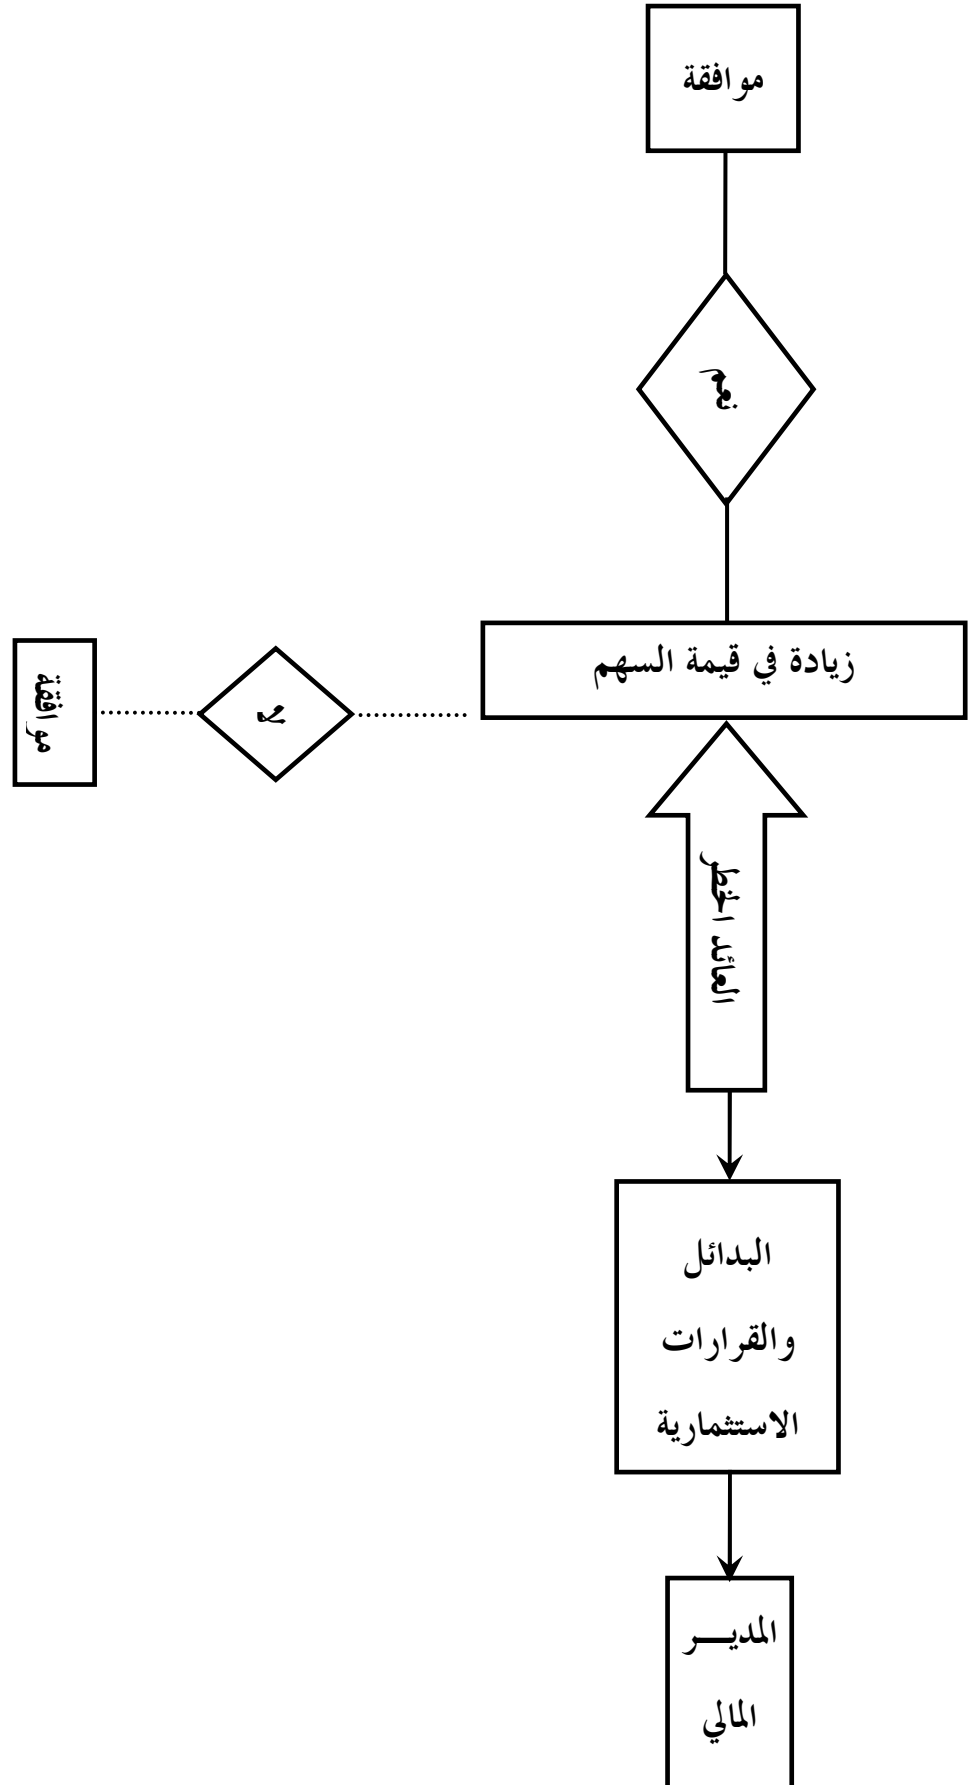 موافقة
نعم
زيادة في قيمة السهم
لا
موافقة
العائد الخطر
البدائل
والقرارات
الاستثمارية
المديـــر
المالي